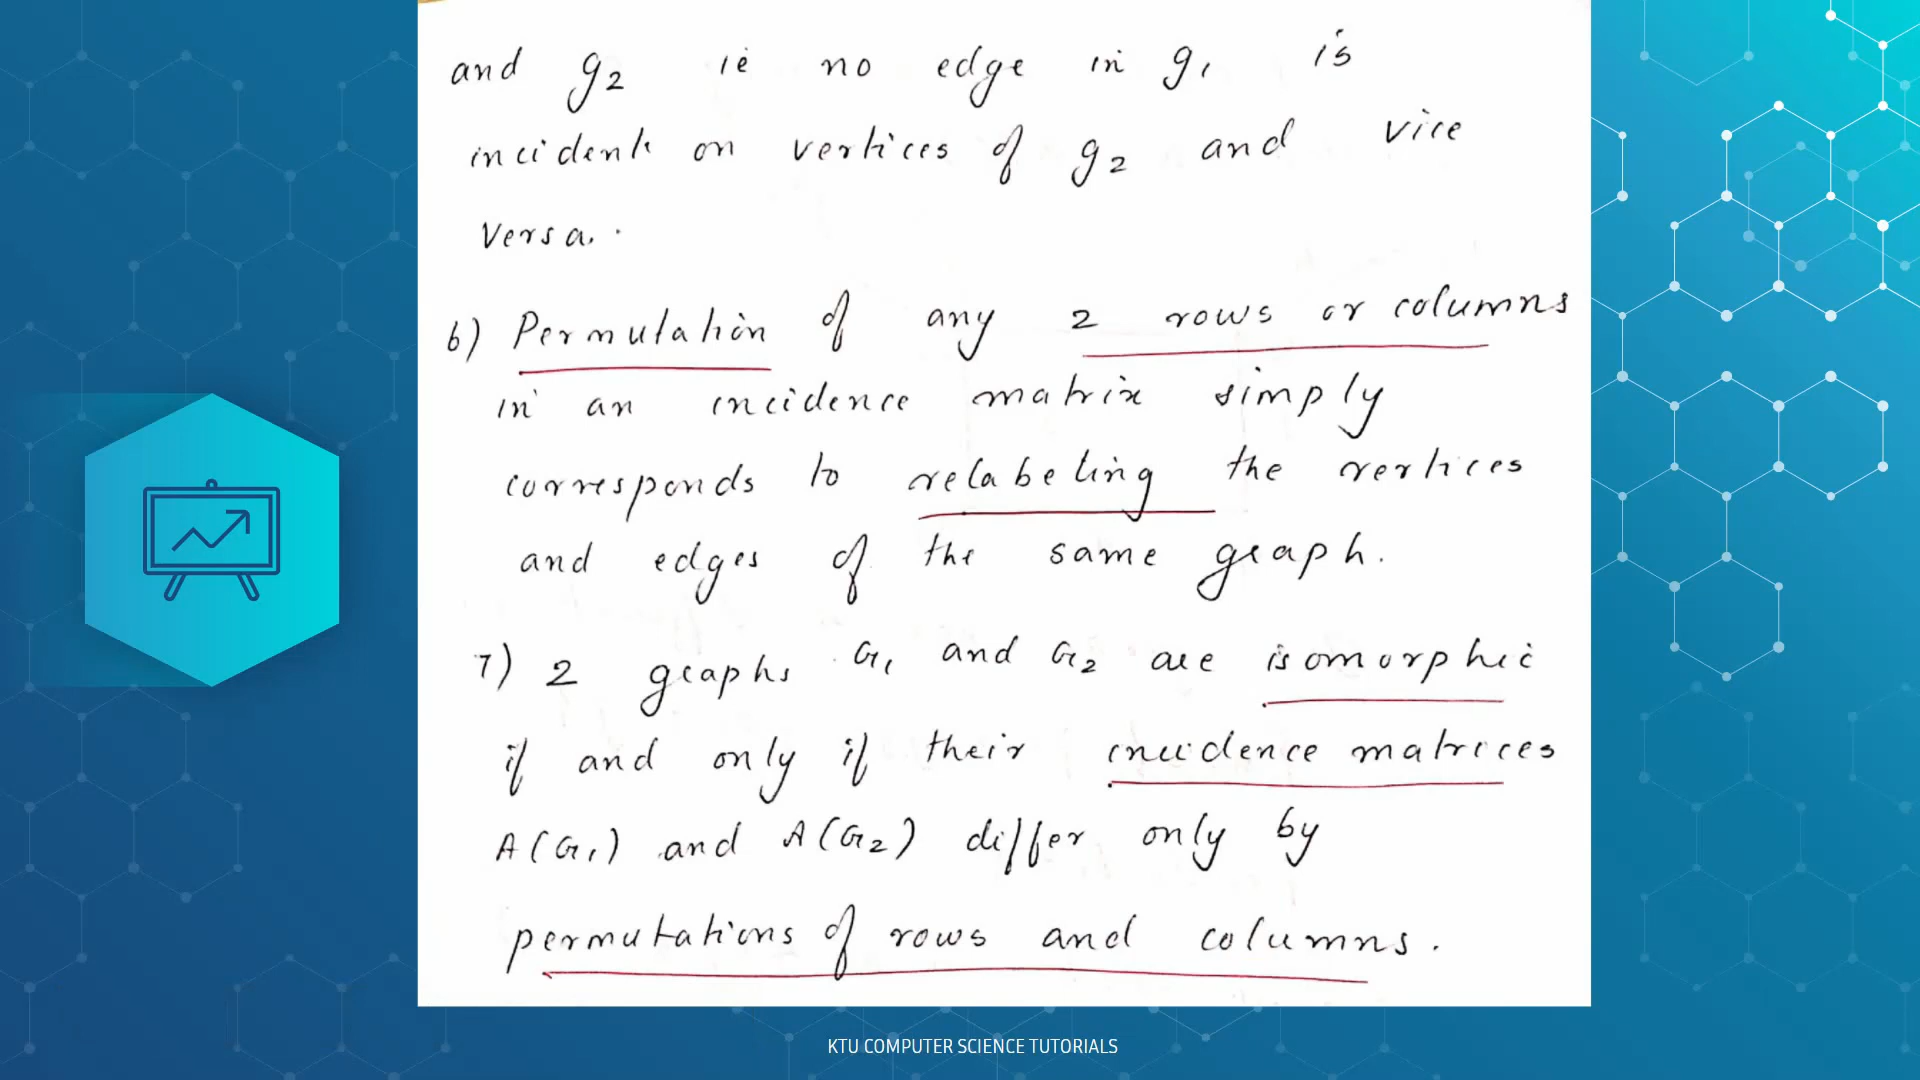 and g2 ie no edge in g1 is
incident on vertices of g2 and vice
versa.
6) Permutation of any 2 rows or columns
in an incidence matrix simply
corresponds to relabeling the vertices
and edges of the same graph.
7) 2 graphs G1 and G2 are isomorphic
if and only if their incidence matrices
A(G1) and A(G2) differ only by
permutations of rows and columns.
KTU COMPUTER SCIENCE TUTORIALS